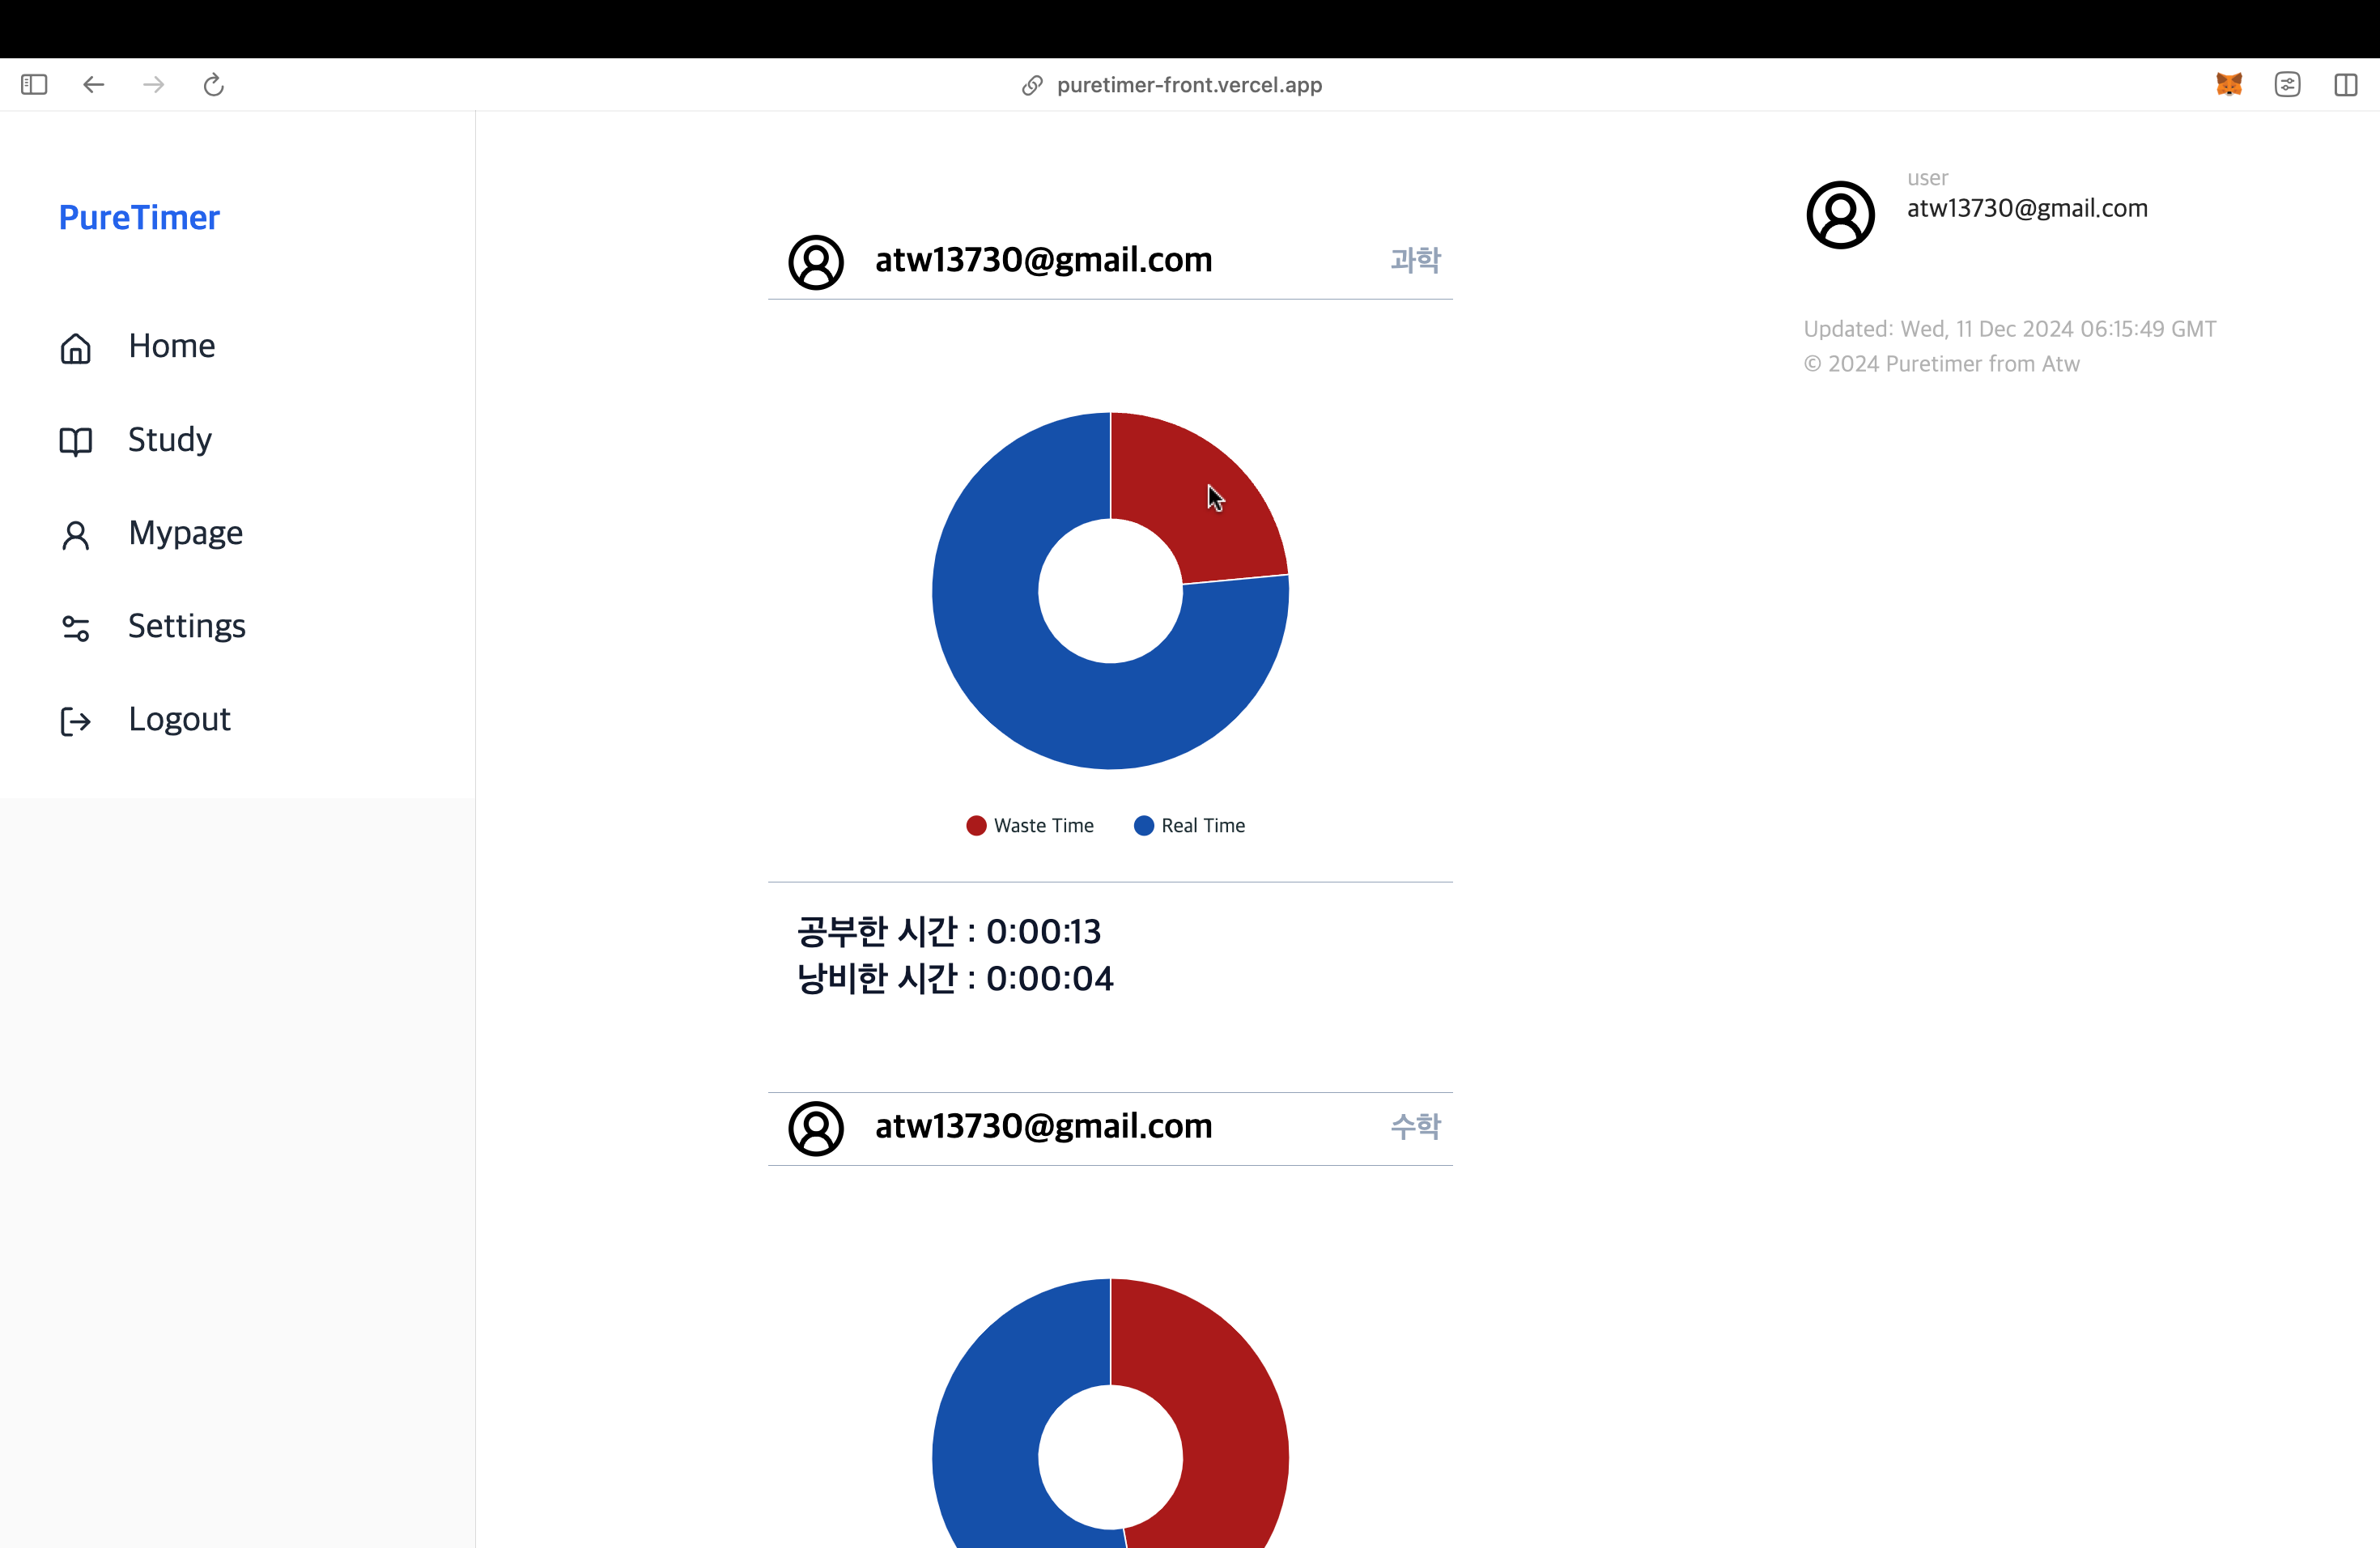 puretimer-front.vercel.app
PureTimer
Home
Study
Mypage
Settings
Logout
atw13730@gmail.com 과학
Waste Time Real Time
공부한 시간 : 0:00:13
낭비한 시간 : 0:00:04
atw13730@gmail.com 수학
user
atw13730@gmail.com
Updated: Wed, 11 Dec 2024 06:15:49 GMT
© 2024 Puretimer from Atw